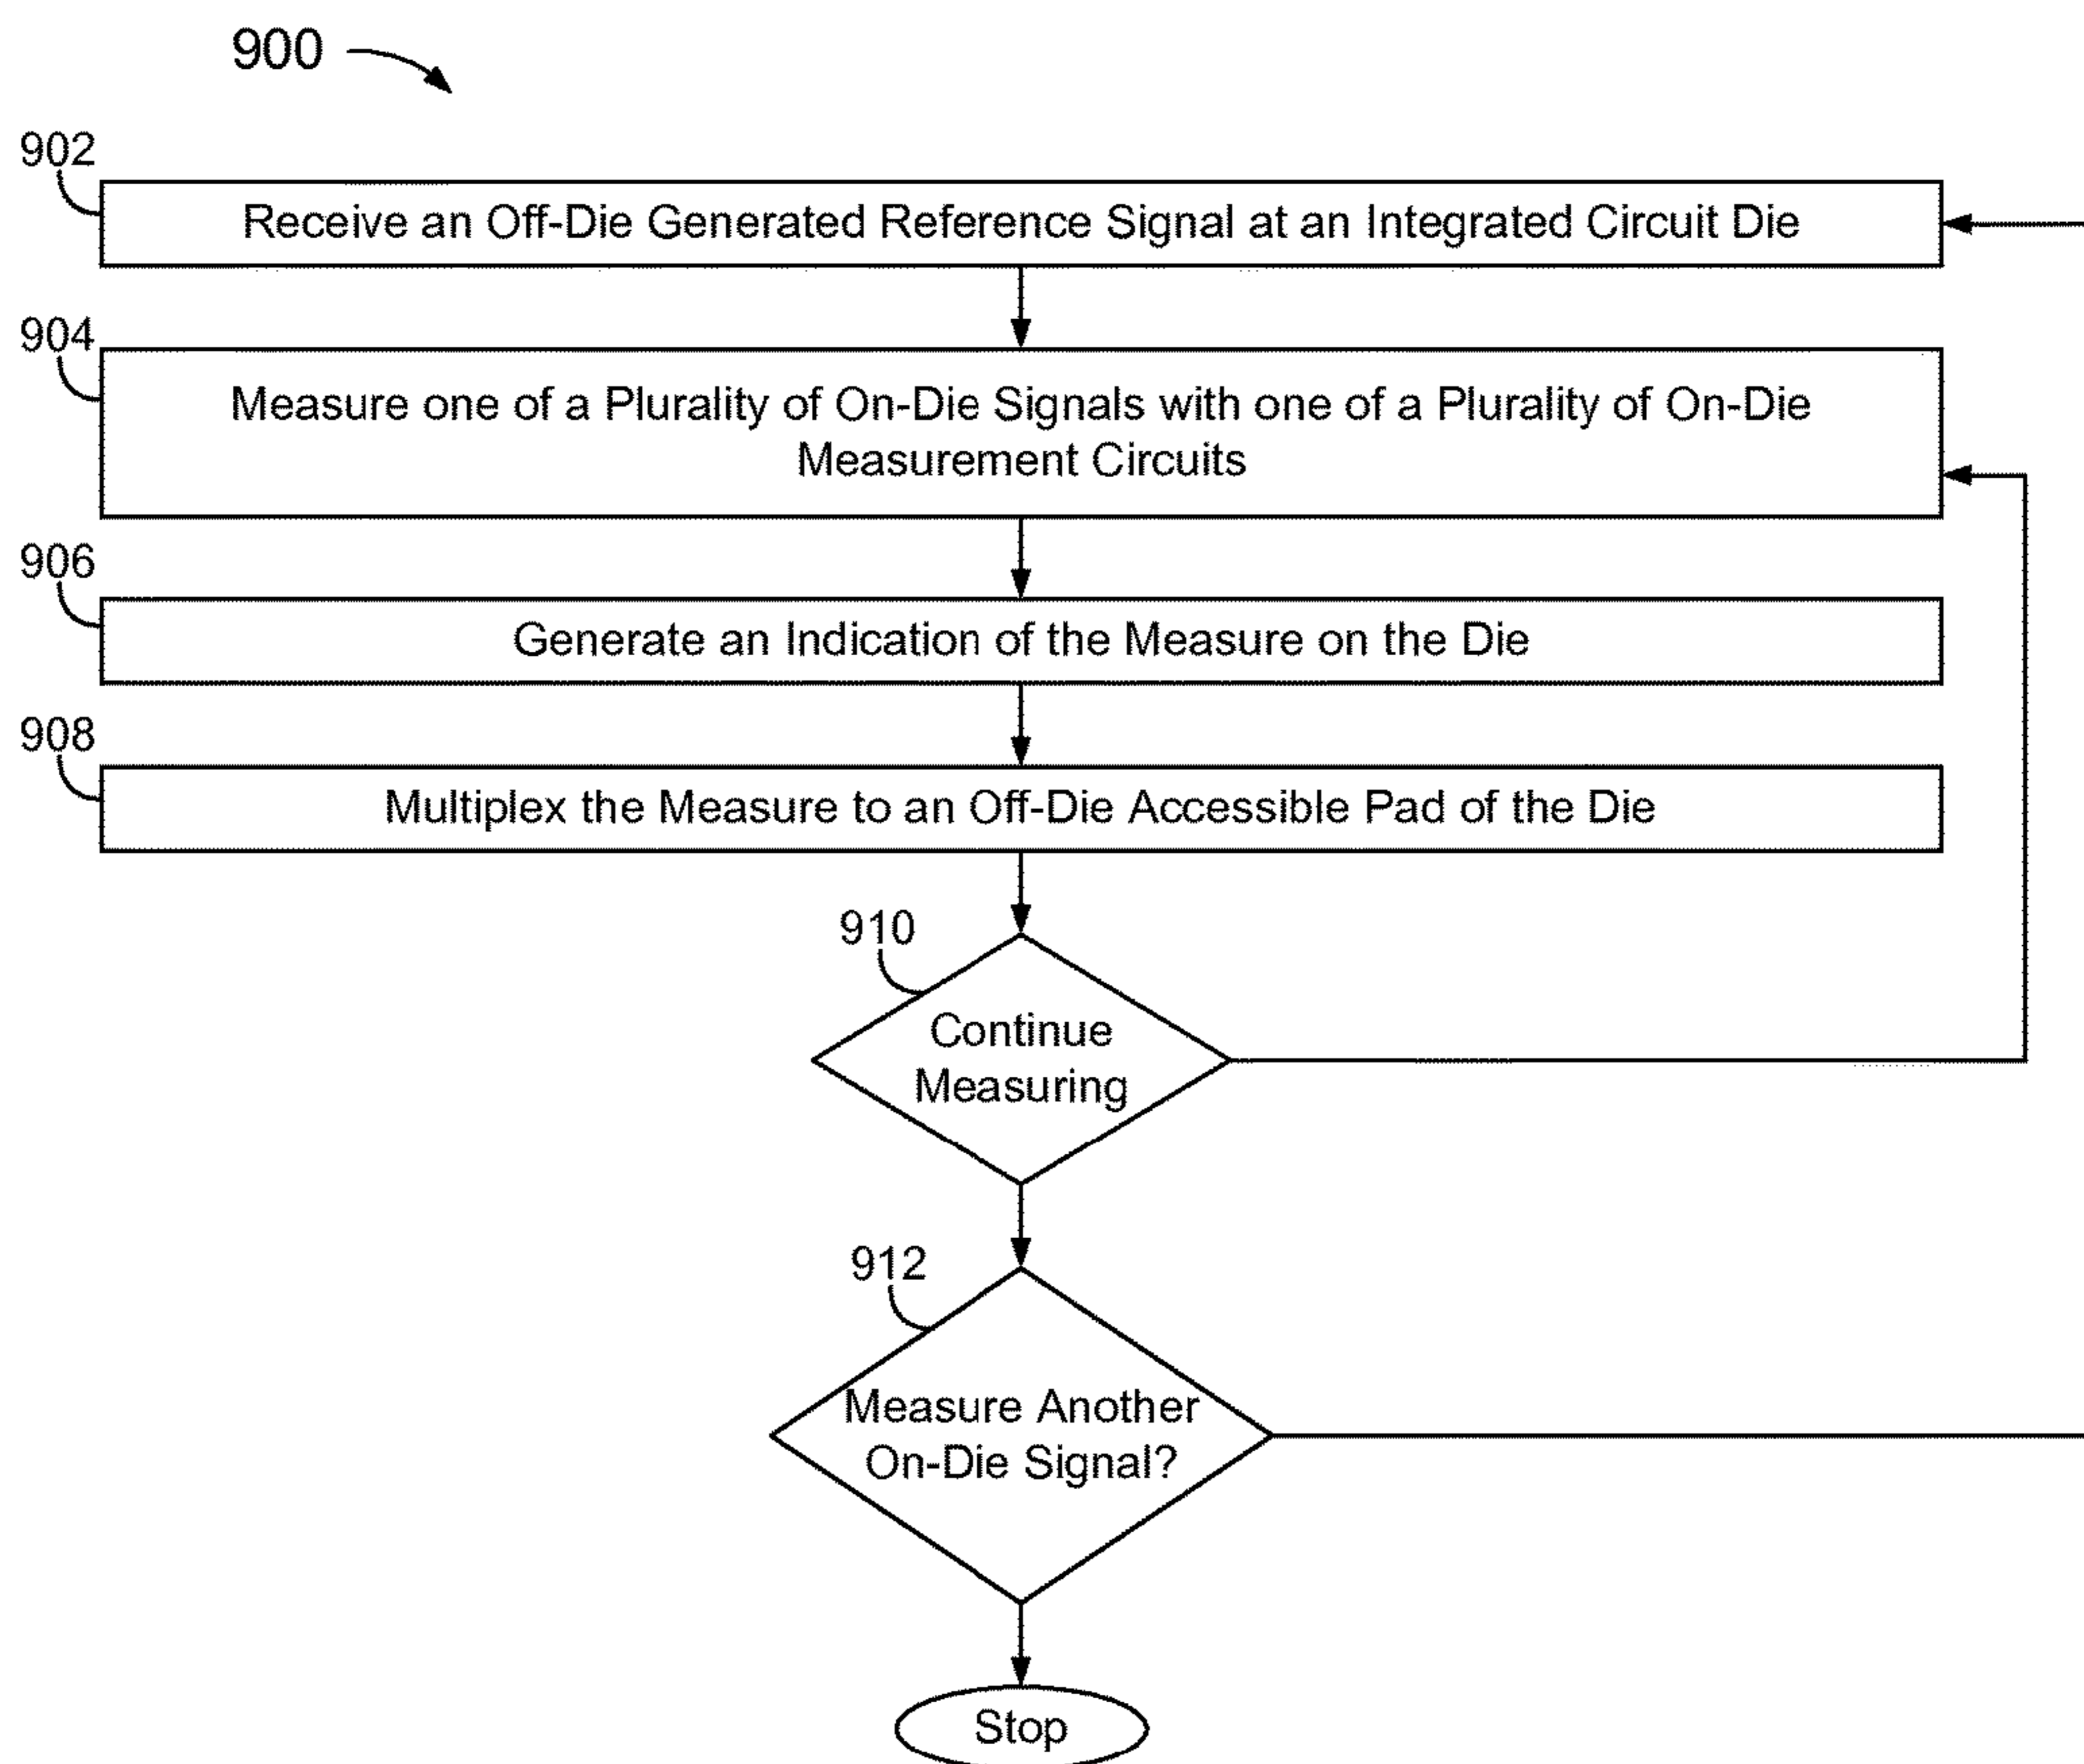 900
902
Receive an Off-Die Generated Reference Signal at an Integrated Circuit Die
904
Measure one of a Plurality of On-Die Signals with one of a Plurality of On-Die
Measurement Circuits
906
Generate an Indication of the Measure on the Die
908
Multiplex the Measure to an Off-Die Accessible Pad of the Die
910
Continue
Measuring
912
Measure Another
On-Die Signal?
Stop